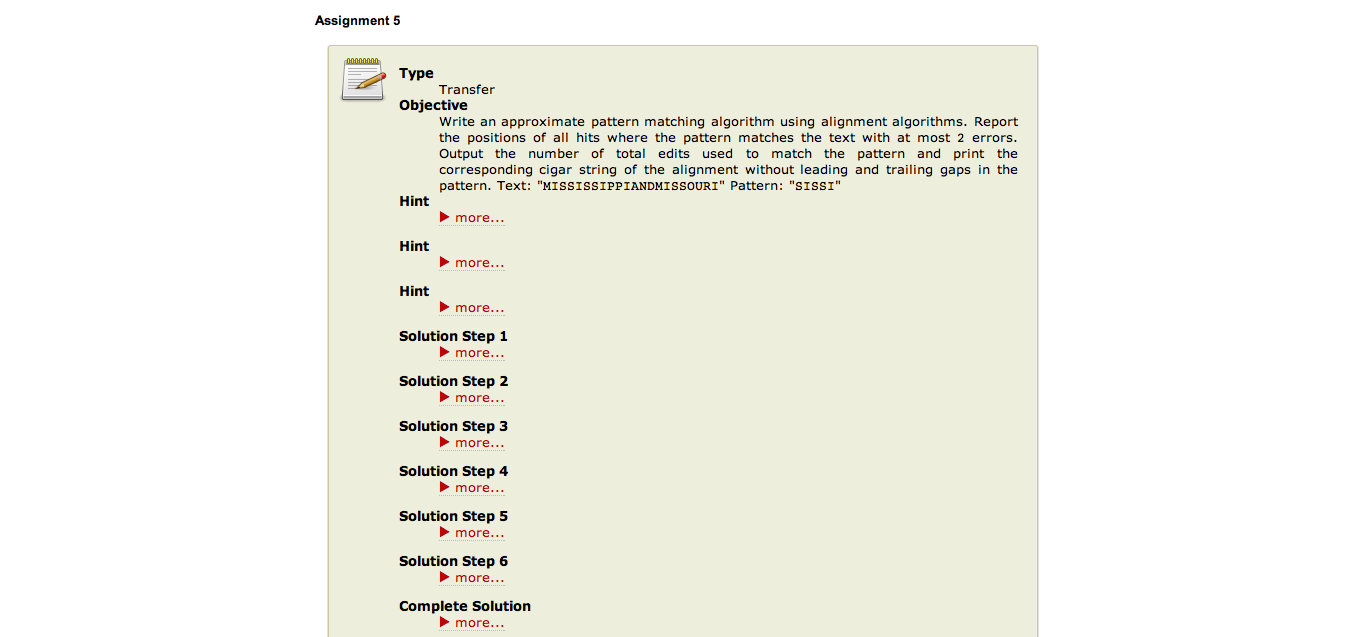 Assignment 5
Type
Transfer
Objective
Write an approximate pattern matching algorithm using alignment algorithms. Report
the positions of all hits where the pattern matches the text with at most 2 errors.
Output the number of total edits used to match the pattern and print the
corresponding cigar string of the alignment without leading and trailing gaps in the
pattern. Text: "MISSISSIPPIANDMISSOURI" Pattern: "SISSI"
Hint
more...
Hint
more...
Hint
more...
Solution Step 1
more...
Solution Step 2
more...
Solution Step 3
more...
Solution Step 4
more...
Solution Step 5
more...
Solution Step 6
more...
Complete Solution
more...